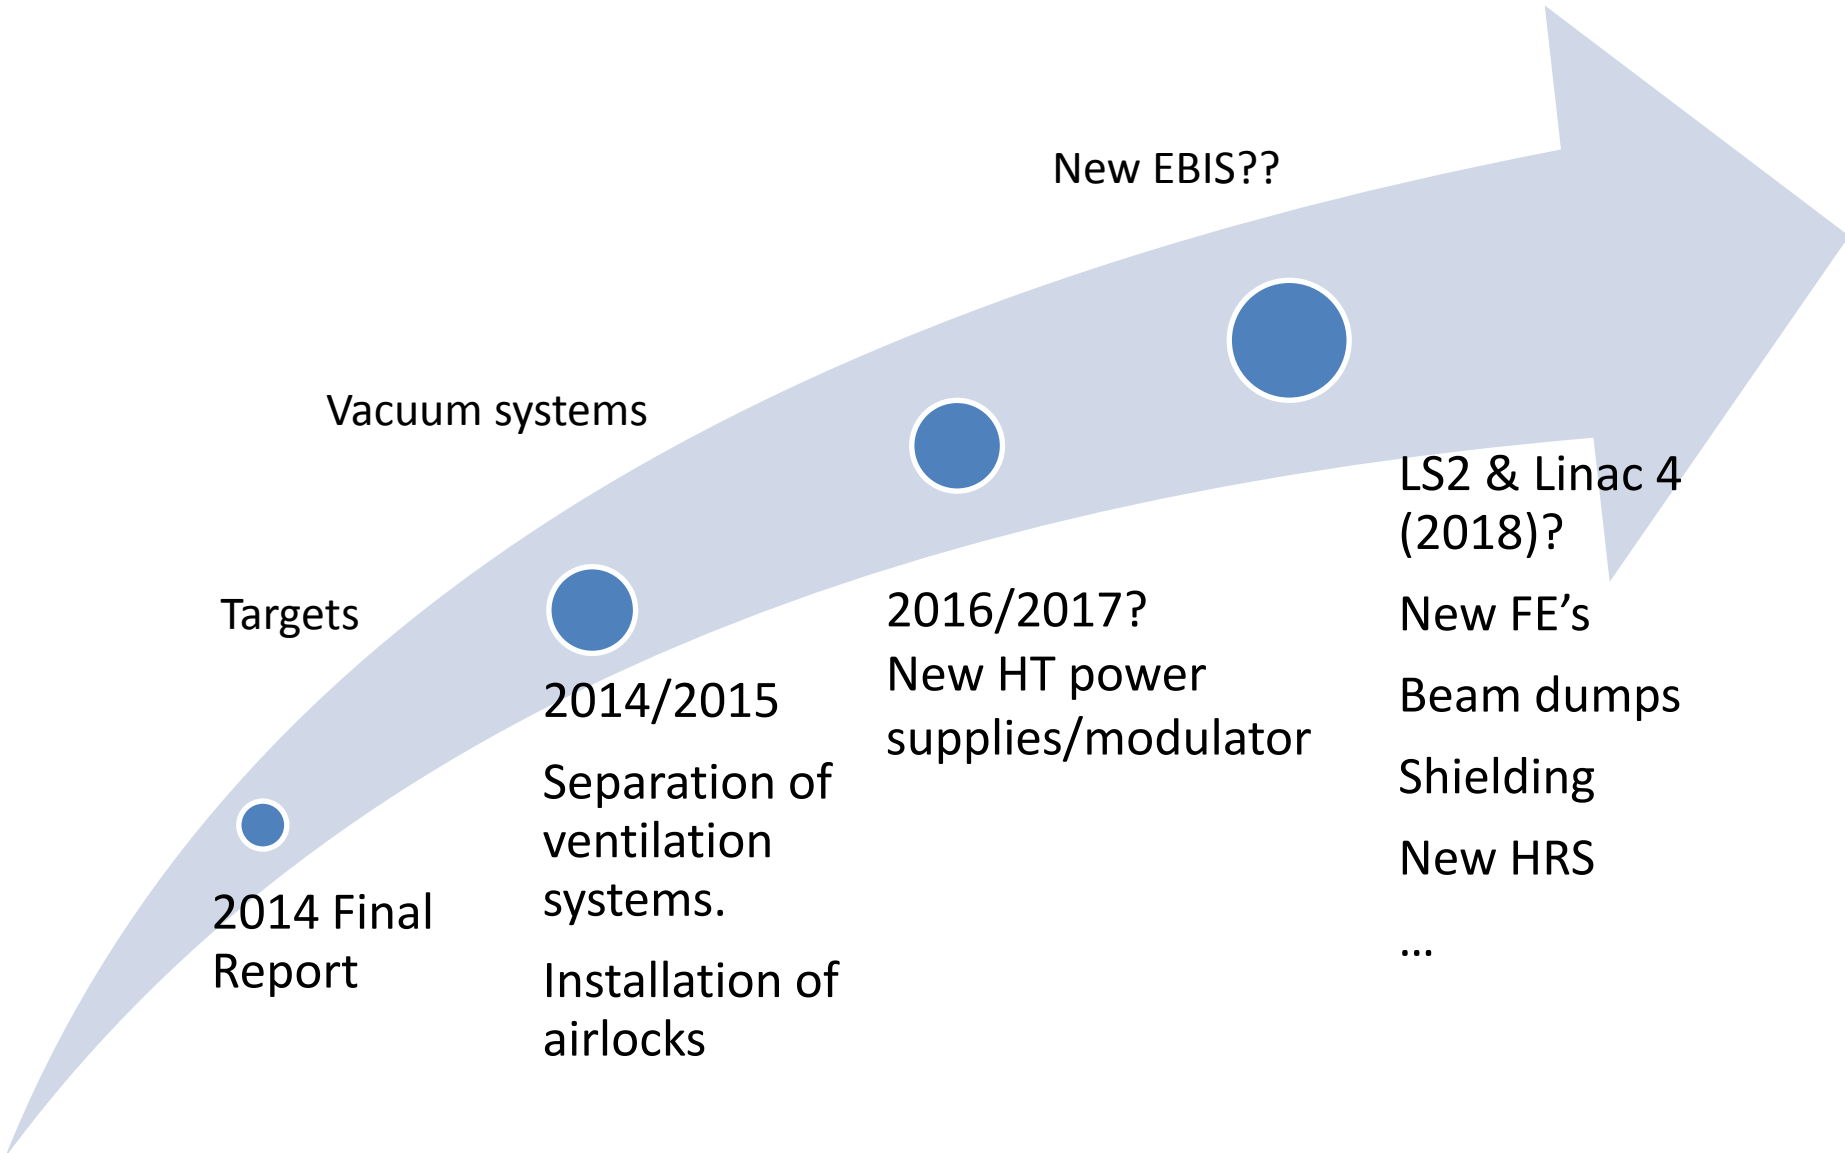 New EBIS??
Vacuum systems
Targets
2014 Final
Report
2014/2015
Separation of
ventilation
systems.
Installation of
airlocks
2016/2017?
New HT power
supplies/modulator
LS2 & Linac 4
(2018)?
New FE’s
Beam dumps
Shielding
New HRS
…